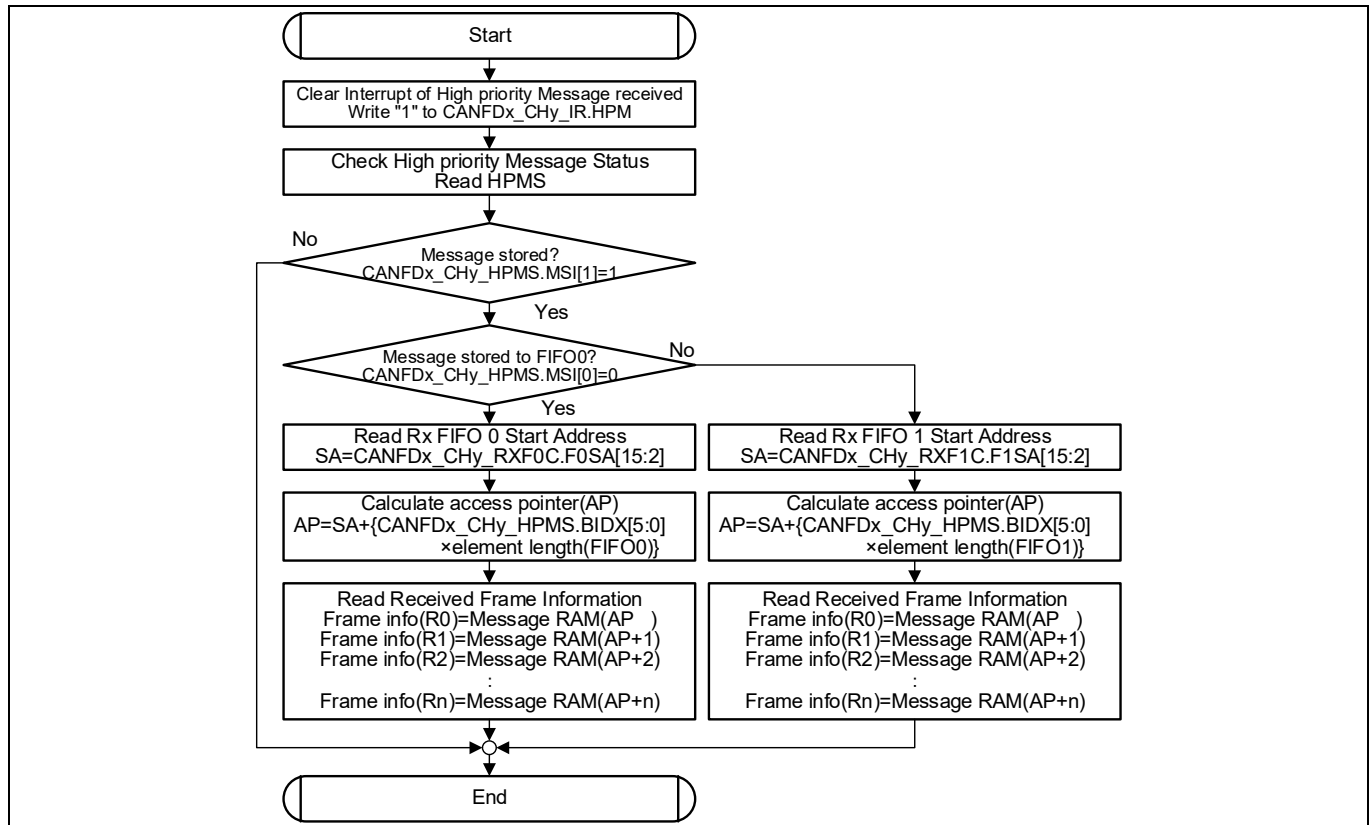 Start
Clear Interrupt of High priority Message received
Write "1" to CANFDx_CHy_IR.HPM
Check High priority Message Status
Read HPMS
No
Message stored?
CANFDx_CHy_HPMS.MSI[1]=1
Yes
Message stored to FIFO0?
CANFDx_CHy_HPMS.MSI[0]=0
No
Yes
Read Rx FIFO 0 Start Address
SA=CANFDx_CHy_RXF0C.F0SA[15:2]
Calculate access pointer(AP)
AP=SA+{CANFDx_CHy_HPMS.BIDX[5:0]
×element length(FIFO0)}
Read Received Frame Information
Frame info(R0)=Message RAM(AP )
Frame info(R1)=Message RAM(AP+1)
Frame info(R2)=Message RAM(AP+2)
:
Frame info(Rn)=Message RAM(AP+n)
Read Rx FIFO 1 Start Address
SA=CANFDx_CHy_RXF1C.F1SA[15:2]
Calculate access pointer(AP)
AP=SA+{CANFDx_CHy_HPMS.BIDX[5:0]
×element length(FIFO1)}
Read Received Frame Information
Frame info(R0)=Message RAM(AP )
Frame info(R1)=Message RAM(AP+1)
Frame info(R2)=Message RAM(AP+2)
:
Frame info(Rn)=Message RAM(AP+n)
End